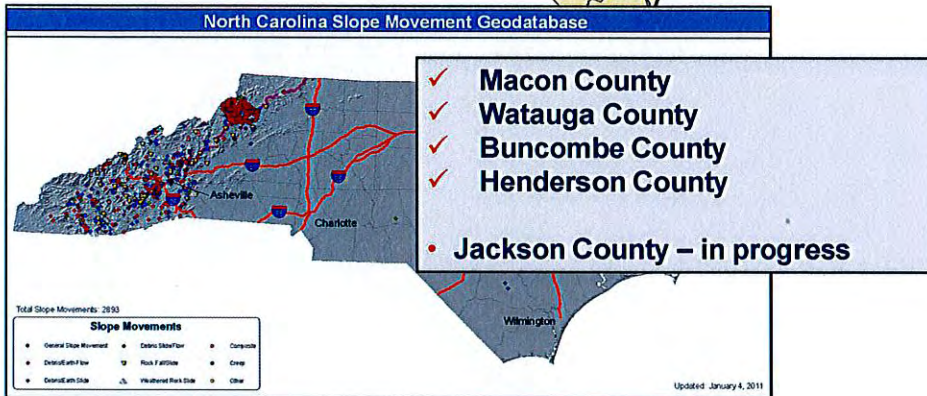 North Carolina Slope Movement Geodatabase
✓ Macon County
✓ Watauga County
✓ Buncombe County
✓ Henderson County
• Jackson County – in progress
Asheville
Charlotte
Wilmington
Total Slope Movements: 2893
Slope Movements
General Slope Movement
Debris Slide/Flow
Composite
Debris/Earth Flow
Rock Fall/Slide
Creep
Debris/Earth Slide
Weathered Rock Slide
Other
Updated: January 4, 2011